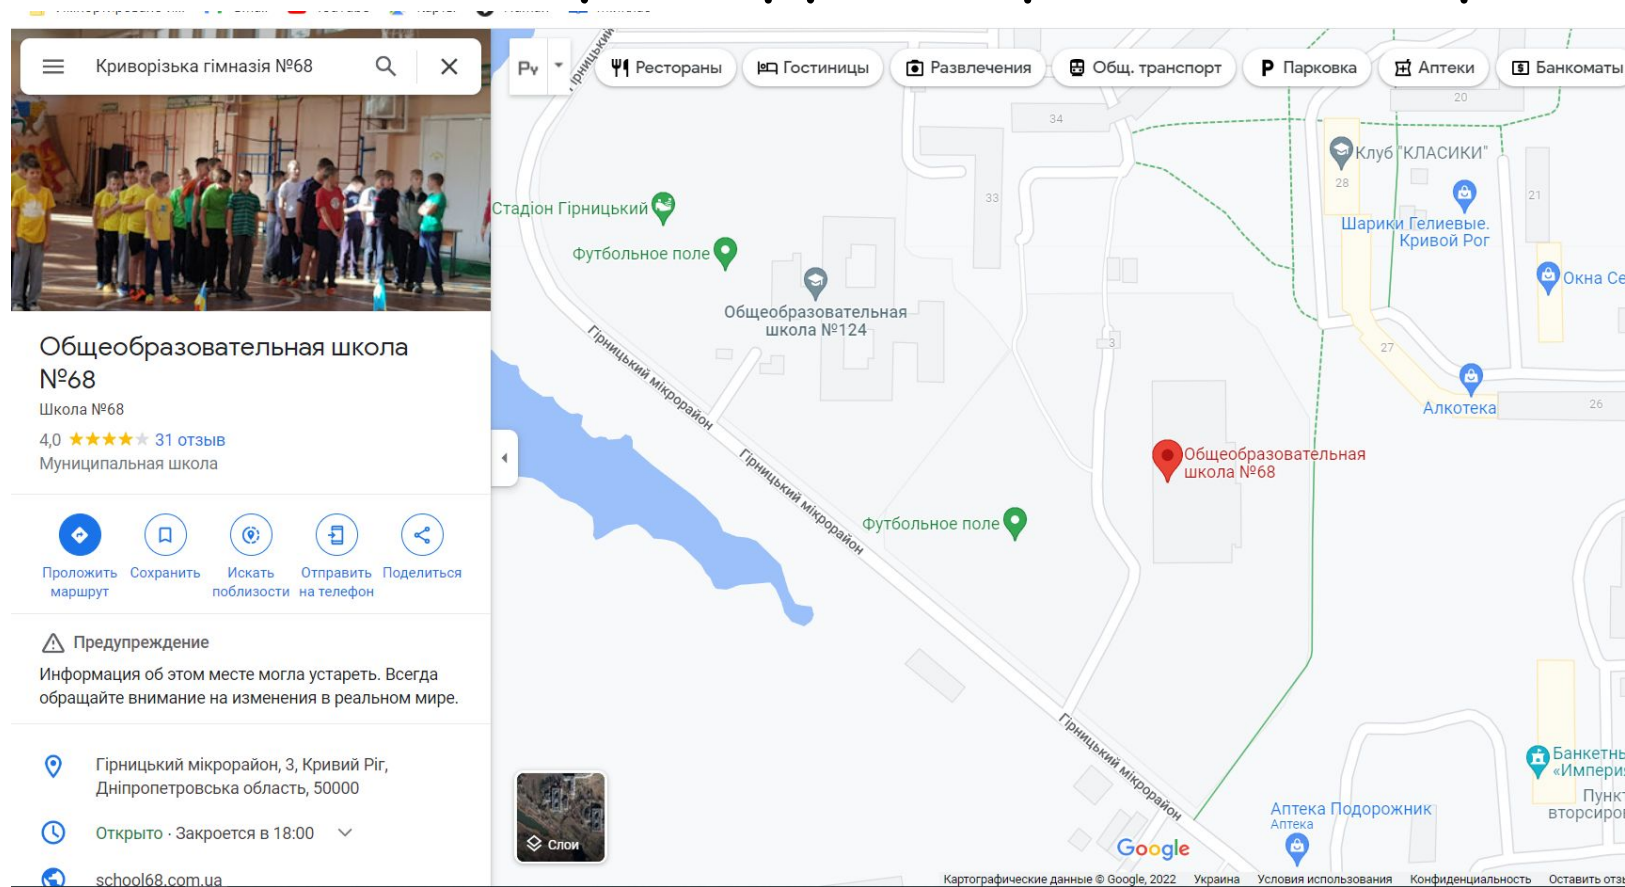 Криворізька гімназія №68
Ру
Рестораны
Гостиницы
Развлечения
Общ. транспорт
Парковка
Аптеки
Банкоматы
Общеобразовательная школа
№68
Школа №68
4,0
31 отзыв
Муниципальная школа
Проложить
маршрут
Сохранить
Искать
поблизости
Отправить
на телефон
Поделиться
Предупреждение
Информация об этом месте могла устареть. Всегда
обращайте внимание на изменения в реальном мире.
Гірницький мікрорайон, 3, Кривий Ріг,
Дніпропетровська область, 50000
Открыто · Закроется в 18:00
school68.com.ua
20
34
Клуб "КЛАСИКИ"
28
33
21
Стадіон Гірницький
Шарики Гелиевые.
Кривой Рог
Футбольное поле
Окна Се
Общеобразовательная
школа №124
3
27
Гірницький мікрорайон
Алкотека
26
Общеобразовательная
школа №68
Гірницький мікрорайон
Футбольное поле
Гірницький мікрорайон
Банкетнь
Пункт
Аптека Подорожник
Аптека
Слои
Google
Картографические данные © Google, 2022
Украина
Условия использования
Конфиденциальность